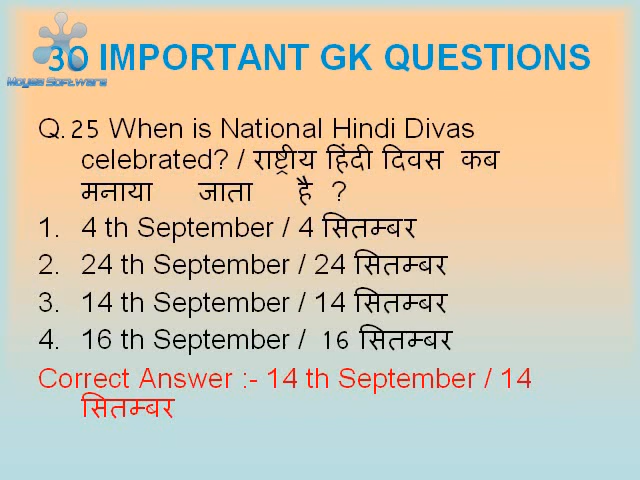 30 IMPORTANT GK QUESTIONS
Moyea Software
Q.25 When is National Hindi Divas
celebrated? / राष्ट्रीय हिंदी दिवस कब
मनाया जाता है ?
1. 4 th September / 4 सितम्बर
2. 24 th September / 24 सितम्बर
3. 14 th September / 14 सितम्बर
4. 16 th September / 16 सितम्बर
Correct Answer :- 14 th September / 14
सितम्बर